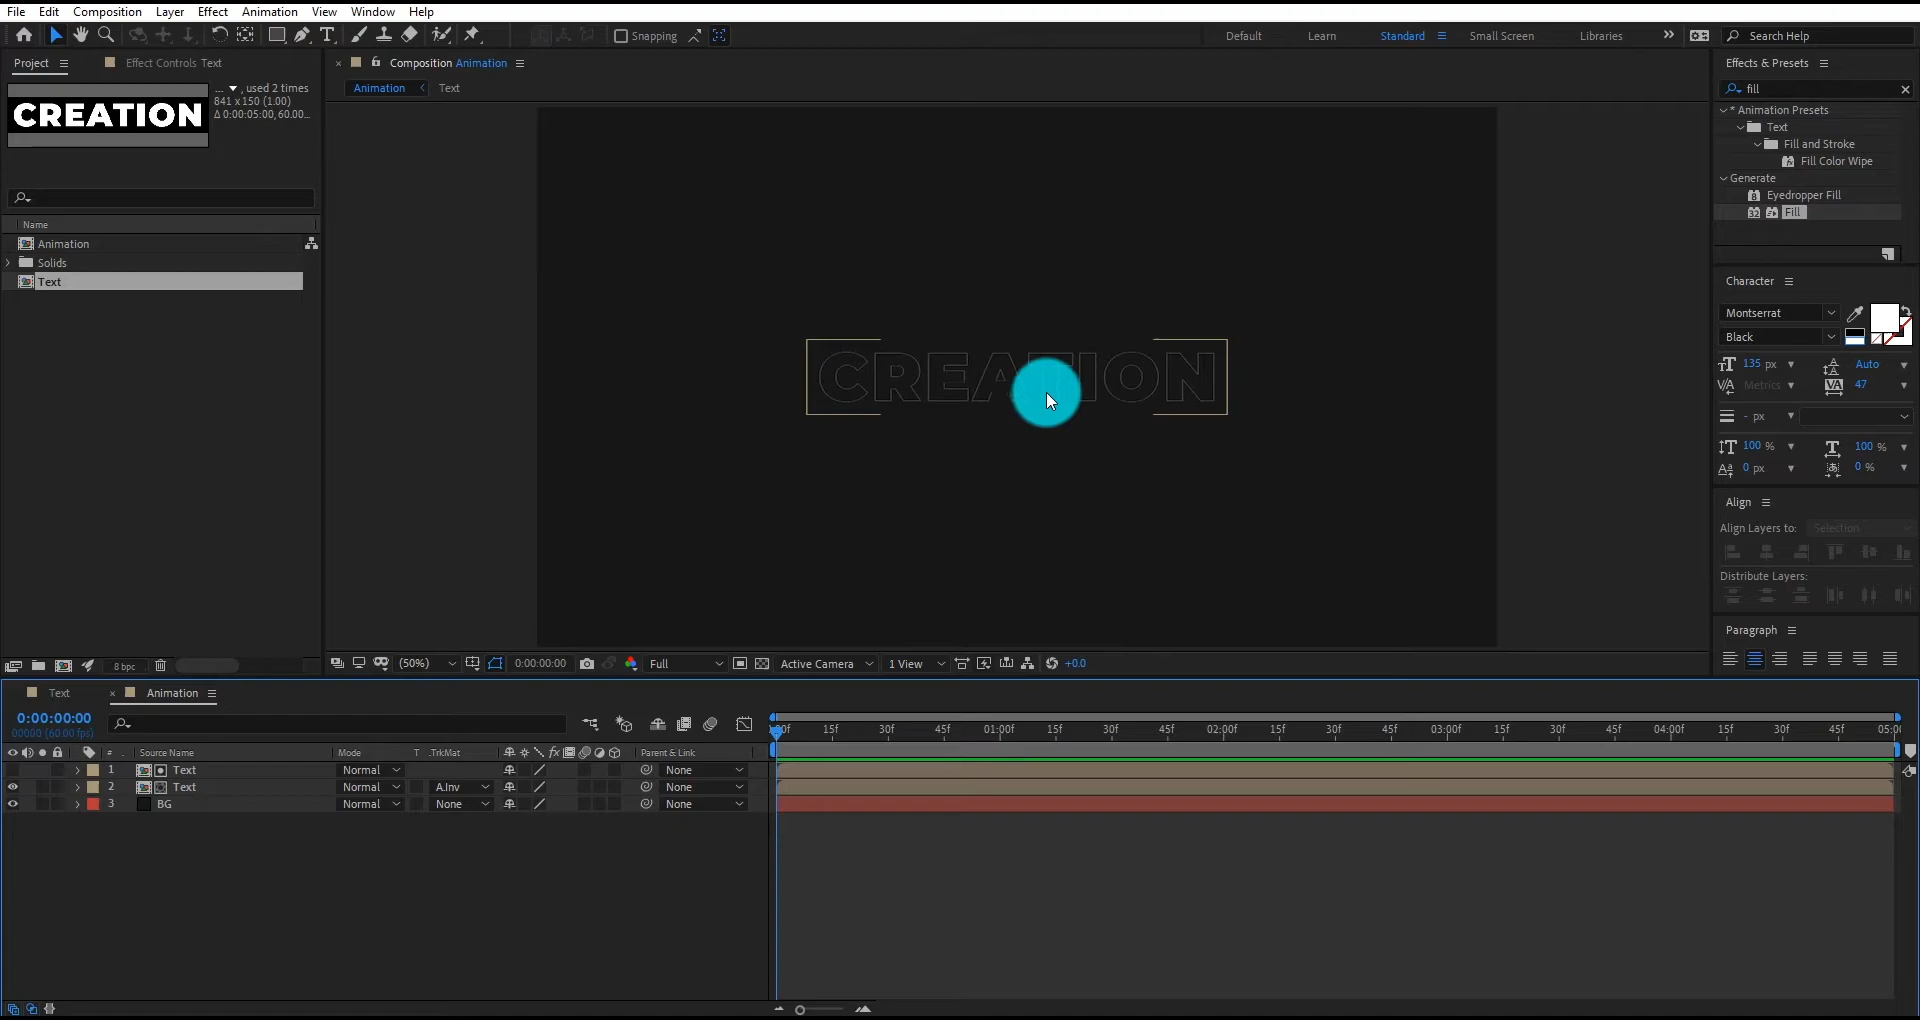 File Edit Composition Layer Effect Animation View Window Help
Snapping Default Learn Standard Small Screen Libraries Search Help
Project Effect Controls Text
... , used 2 times
841 x 150 (1.00)
Δ 0:00:05:00, 60.00...
CREATION
Name
Animation
Solids
Text
8 bpc
Composition Animation
Animation Text
CREATION
(50%) 0:00:00:00 Full Active Camera 1 View +0.0
Effects & Presets
fill
* Animation Presets
Text
Fill and Stroke
Fill Color Wipe
Generate
Eyedropper Fill
32 Fill
Character
Montserrat
Black
135 px Auto
Metrics 47
- px
100 % 100 %
0 px 0 %
Align
Align Layers to: Selection
Distribute Layers:
Paragraph
Text Animation
0:00:00:00
00000 (60.00 fps)
:00f 15f 30f 45f 01:00f 15f 30f 45f 02:00f 15f 30f 45f 03:00f 15f 30f 45f 04:00f 15f 30f 45f 05:00
# Source Name Mode T .TrkMat Parent & Link
1 Text Normal None
2 Text Normal A.Inv None
3 BG Normal None None